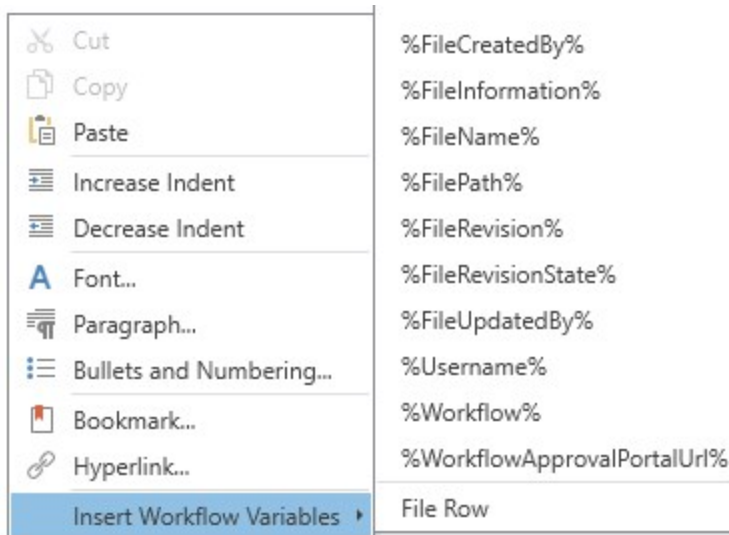 Cut
Copy
Paste
Increase Indent
Decrease Indent
Font...
Paragraph...
Bullets and Numbering...
Bookmark...
Hyperlink...
Insert Workflow Variables
%FileCreatedBy%
%FileInformation%
%FileName%
%FilePath%
%FileRevision%
%FileRevisionState%
%FileUpdatedBy%
%Username%
%Workflow%
%WorkflowApprovalPortalUrl%
File Row